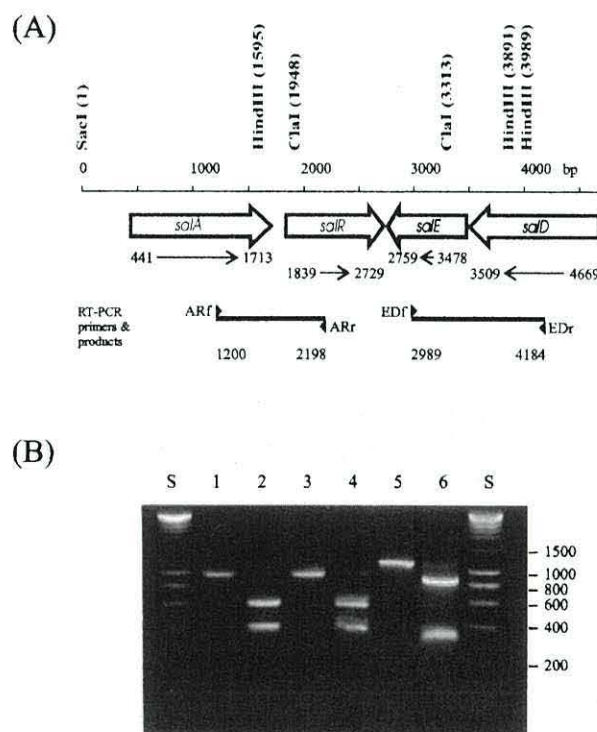 (A)
SacI (1)
HindIII (1595)
ClaI (1948)
ClaI (3313)
HindIII (3891)
HindIII (3989)
0 1000 2000 3000 4000 bp
salA salR salE salD
441 1713 2759 3478
1839 2729 3509 4669
RT-PCR
primers &
products
ARf ARr EDf EDr
1200 2198 2989 4184
(B)
S 1 2 3 4 5 6 S
1500
1000
800
600
400
200